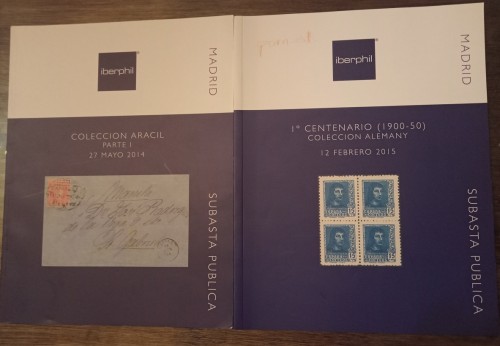 iberphil
MADRID
COLECCION ARACIL
PARTE I
27 MAYO 2014
SUBASTA PUBLICA
iberphil
MADRID
1er CENTENARIO (1900-50)
COLECCION ALEMANY
12 FEBRERO 2015
SUBASTA PUBLICA